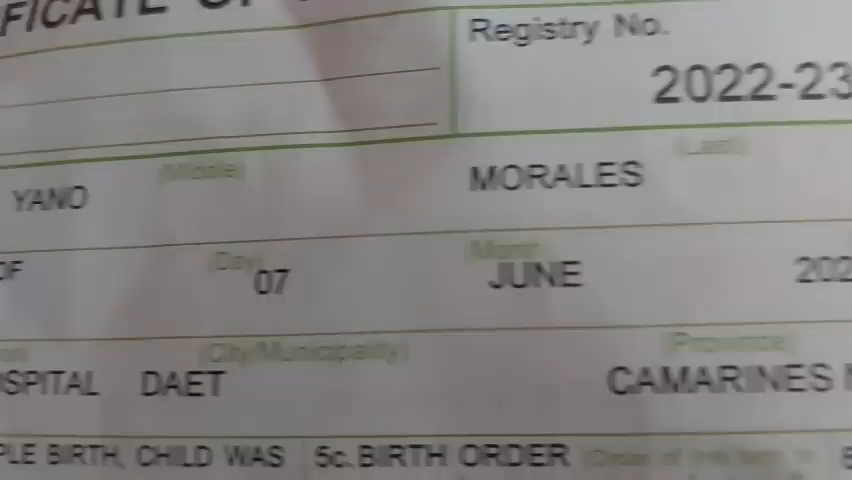 FICATE OF
Registry No.
2022-23
(Middle) (Last)
YANO MORALES
(Day) (Month)
OF 07 JUNE 202
(City/Municipality) (Province)
SPITAL DAET CAMARINES N
PLE BIRTH, CHILD WAS 5c. BIRTH ORDER